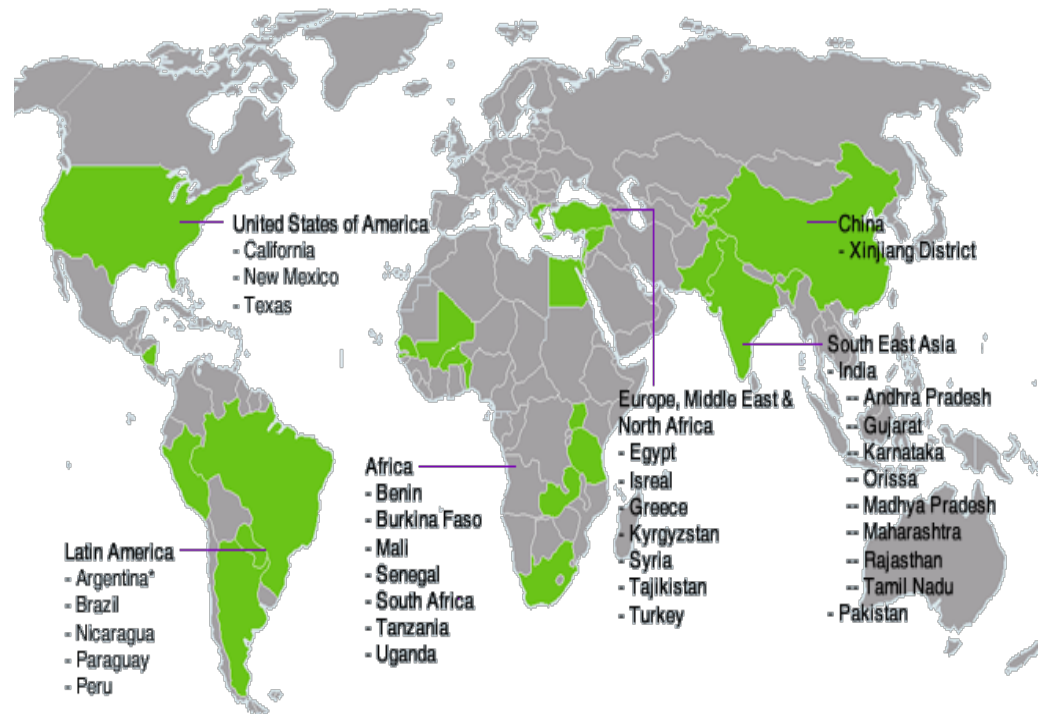 United States of America
- California
- New Mexico
- Texas
China
- Xinjiang District
South East Asia
- India
-- Andhra Pradesh
-- Gujarat
-- Karnataka
-- Orissa
-- Madhya Pradesh
-- Maharashtra
-- Rajasthan
-- Tamil Nadu
- Pakistan
Europe, Middle East &
North Africa
- Egypt
- Isreal
- Greece
- Kyrgyzstan
- Syria
- Tajikistan
- Turkey
Africa
- Benin
- Burkina Faso
- Mali
- Senegal
- South Africa
- Tanzania
- Uganda
Latin America
- Argentina*
- Brazil
- Nicaragua
- Paraguay
- Peru